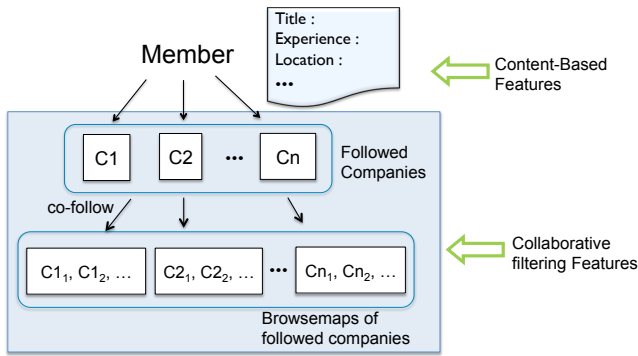 Title :
Experience :
Location :
...
Member
Content-Based
Features
C1
C2
...
Cn
Followed
Companies
co-follow
C1₁, C1₂, ...
C2₁, C2₂, ...
...
Cn₁, Cn₂, ...
Collaborative
filtering Features
Browsemaps of
followed companies